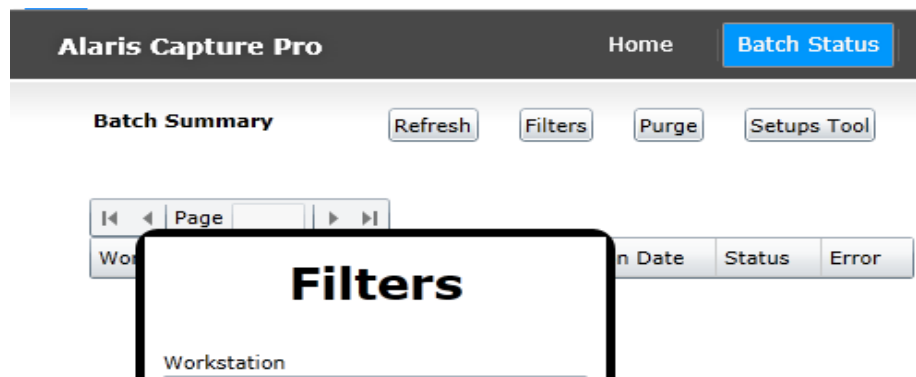 Alaris Capture Pro Home Batch Status
Batch Summary Refresh Filters Purge Setups Tool
Page
Date Status Error
Filters
Workstation